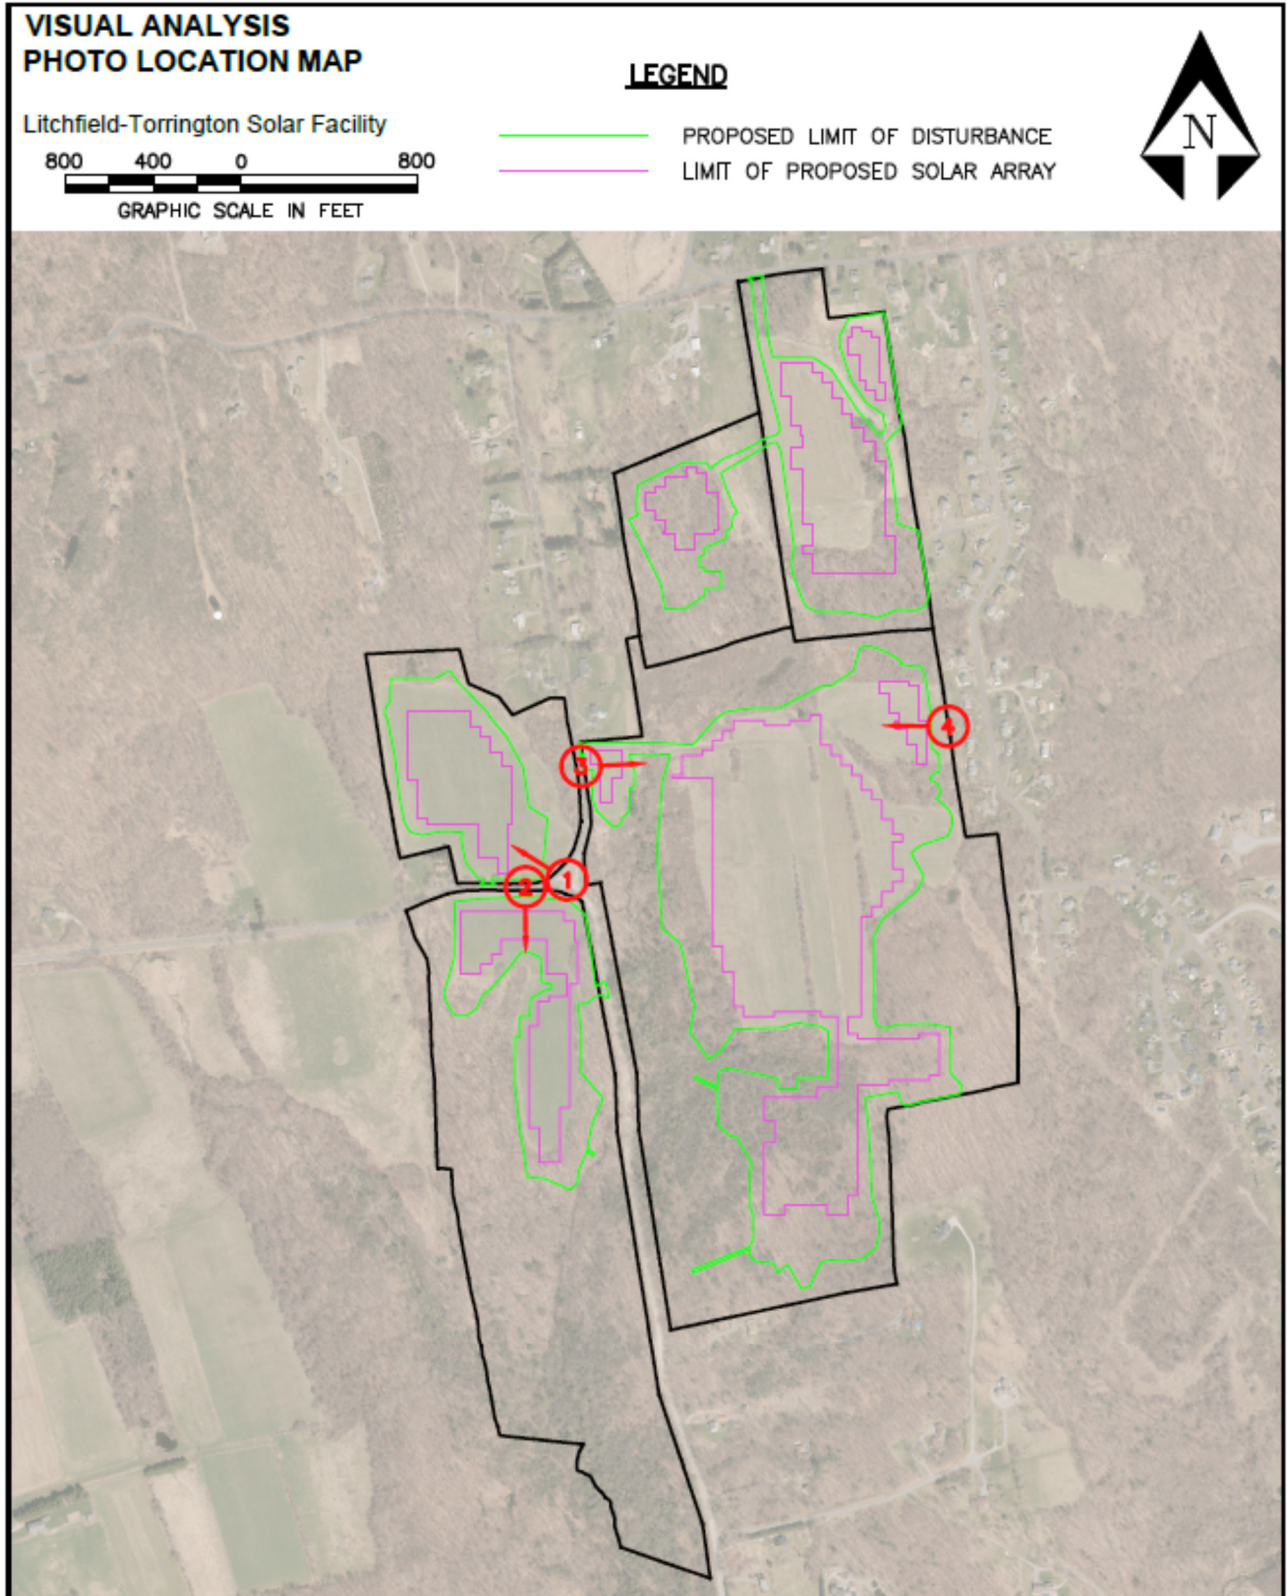 VISUAL ANALYSIS
PHOTO LOCATION MAP
Litchfield-Torrington Solar Facility
800 400 0 800
GRAPHIC SCALE IN FEET
LEGEND
PROPOSED LIMIT OF DISTURBANCE
LIMIT OF PROPOSED SOLAR ARRAY
N
4
3
2 1